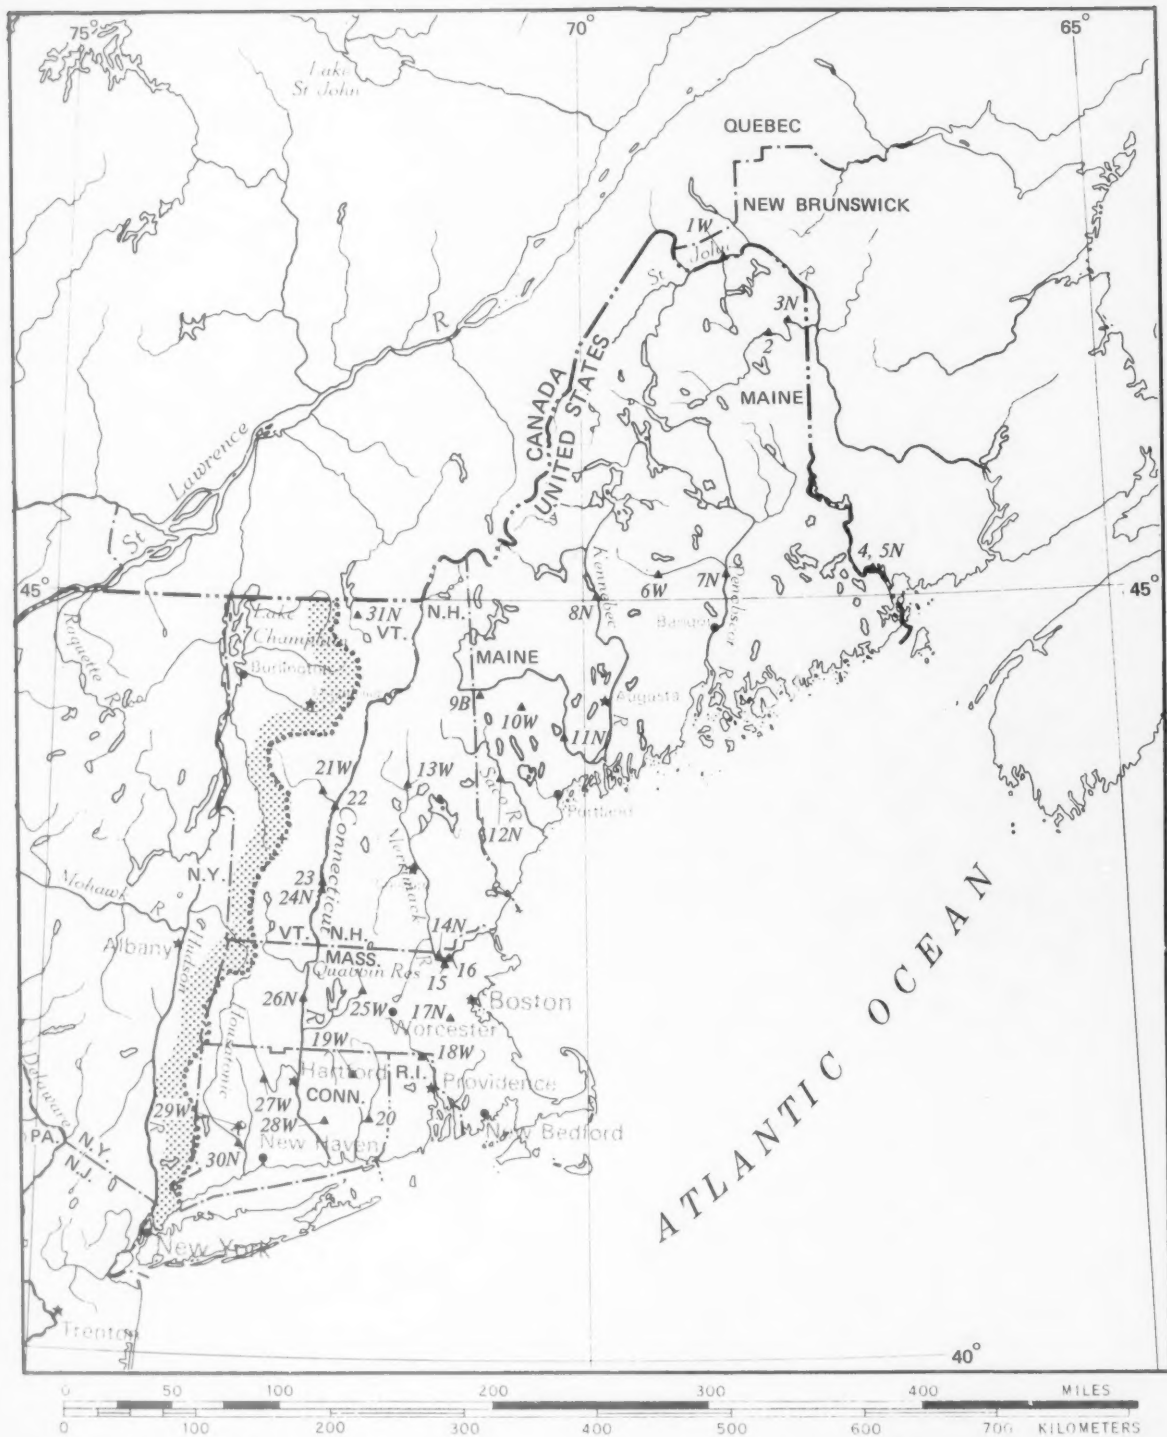 75°
70°
65°
Lake
St John
QUEBEC
NEW BRUNSWICK
1W
St John R
3N
2
MAINE
CANADA
UNITED STATES
R
St Lawrence
4, 5N
45°
45°
Kennebec
6W
7N
Penobscot R
8N
Bangor
N.H.
31N
VT.
Lake
Champlain
Raquette R
Burlington
MAINE
9B
10W
Augusta
R
11N
21W
13W
Saco R
22
Portland
12N
Connecticut
Merrimack
23
24N
N.Y.
Mohawk R
14N
VT.
N.H.
Albany
Hudson
MASS.
R
16
15
Quabbin Res
26N
25W
17N
Boston
Worcester
R
Housatonic
19W
18W
Hartford
R.I.
Providence
CONN.
27W
28W
20
29W
Delaware
R
New Bedford
New Haven
30N
PA.
N.Y.
N.J.
New York
Trenton
ATLANTIC OCEAN
40°
0 50 100 200 300 400 MILES
0 100 200 300 400 500 600 700 KILOMETERS